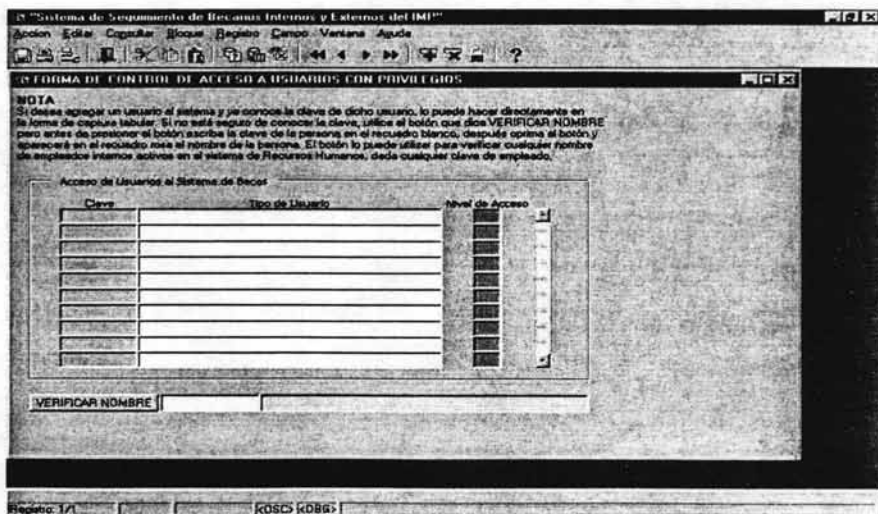 "Sistema de Seguimiento de Becarios Internos y Externos del IMP"
Accion Editar Consultar Bloque Registro Campo Ventana Ayuda
FORMA DE CONTROL DE ACCESO A USUARIOS CON PRIVILEGIOS
NOTA
Si desea agregar un usuario al sistema y ya conoce la clave de dicho usuario, lo puede hacer directamente en
la forma de captura tabular. Si no está seguro de conocer la clave, utilice el botón que dice VERIFICAR NOMBRE
pero antes de presionar el botón escriba la clave de la persona en el recuadro blanco, después oprima el botón y
aparecerá en el recuadro rosa el nombre de la persona. El botón lo puede utilizar para verificar cualquier nombre
de empleados internos activos en el sistema de Recursos Humanos, dada cualquier clave de empleado.
Acceso de Usuarios al Sistema de Becas
Clave Tipo de Usuario Nivel de Acceso
VERIFICAR NOMBRE
Registro: 1/1 <OSC> <DBG>